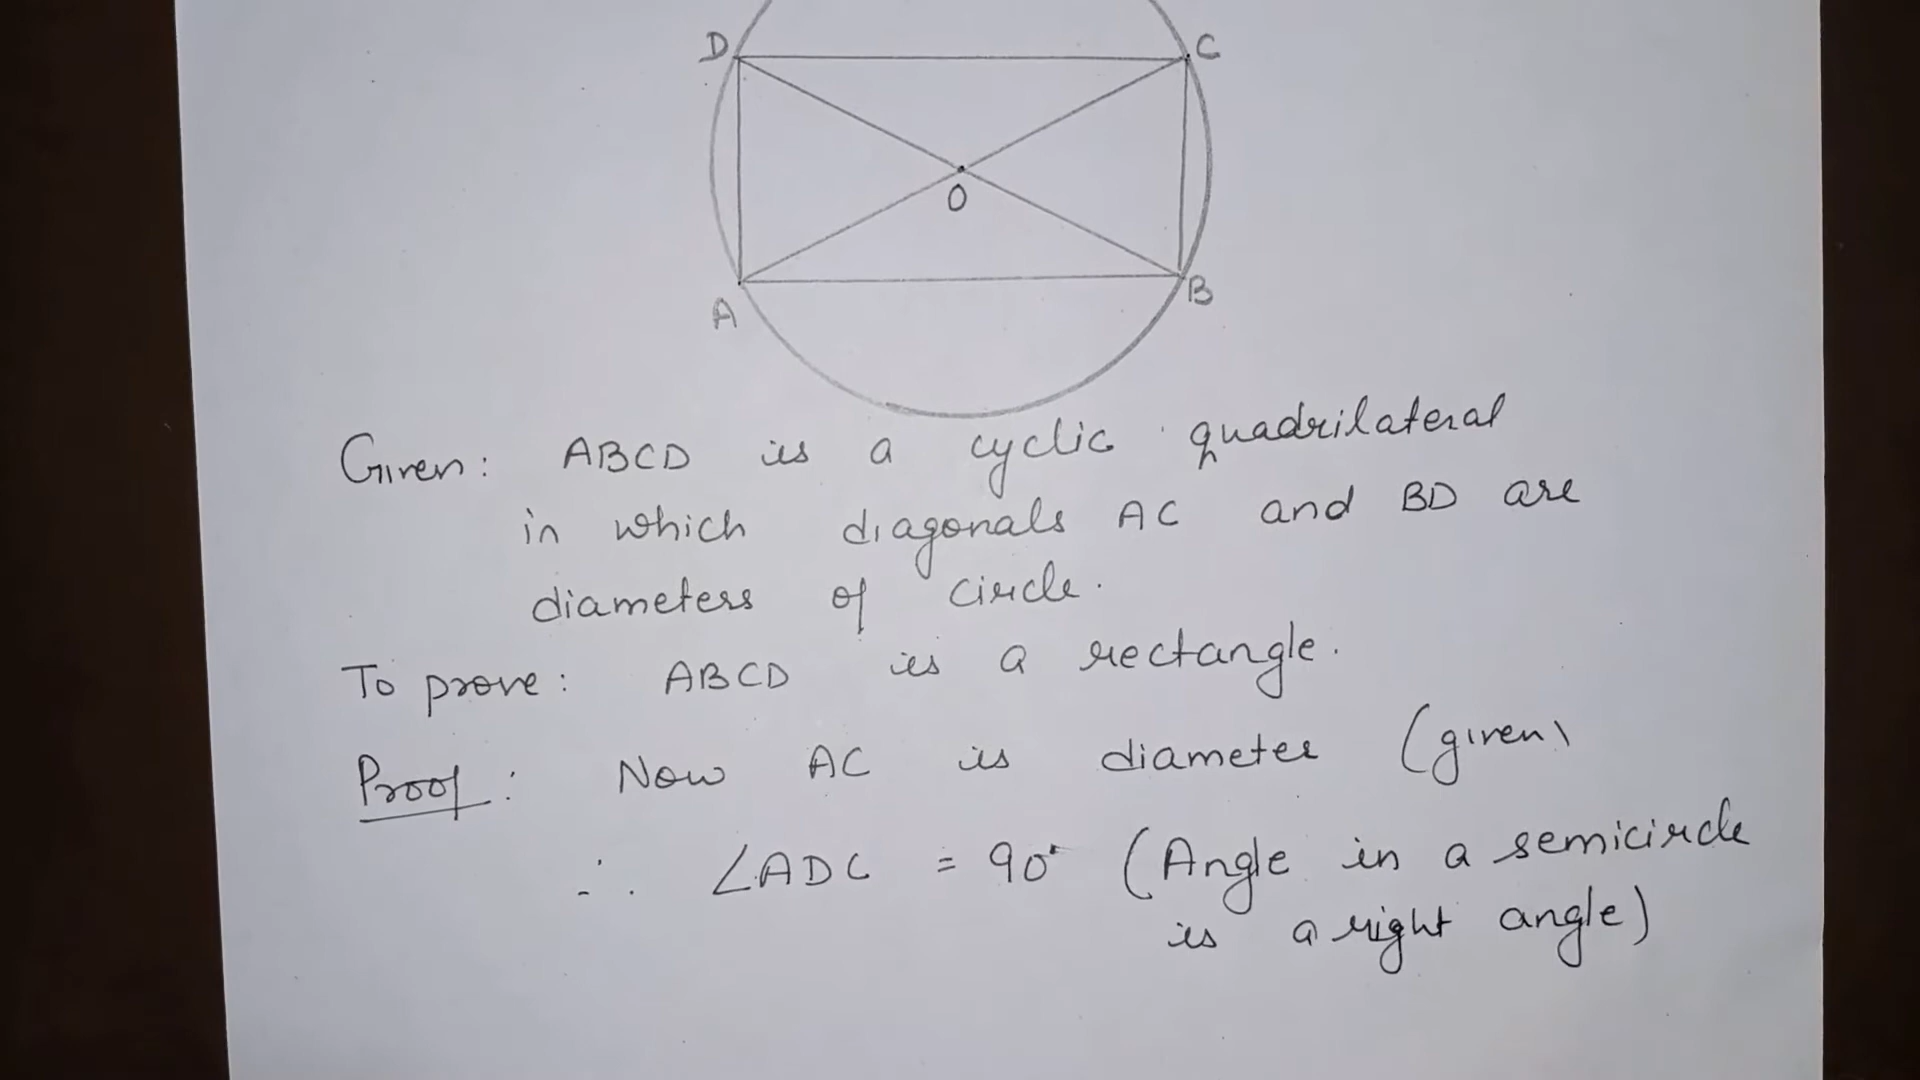 D C
O
A B
Given: ABCD is a cyclic quadrilateral
in which diagonals AC and BD are
diameters of circle.
To prove: ABCD is a rectangle.
Proof: Now AC is diameter (given)
∴ ∠ADC = 90° (Angle in a semicircle
is a right angle)